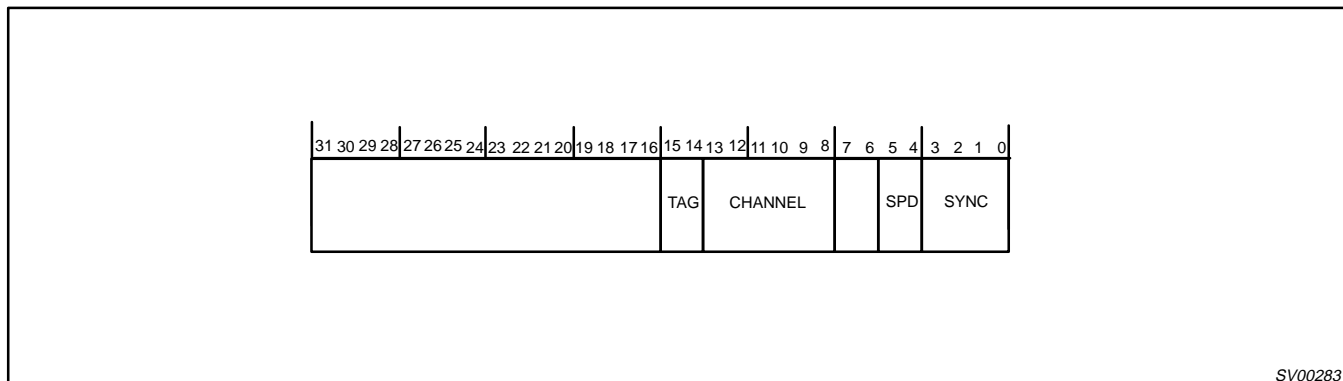 31 30 29 28 27 26 25 24 23 22 21 20 19 18 17 16 15 14 13 12 11 10 9 8 7 6 5 4 3 2 1 0
TAG CHANNEL SPD SYNC
SV00283